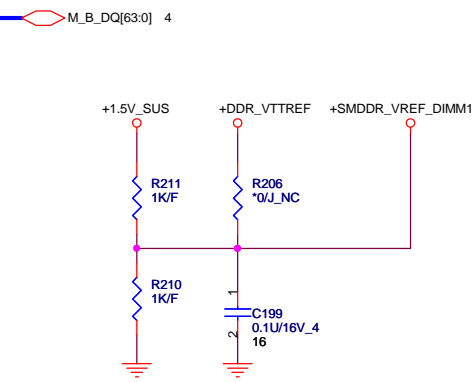 M_B_DQ[63:0] 4
+1.5V_SUS +DDR_VTTREF +SMDDR_VREF_DIMM1
R211 R206
1K/F *0/J_NC
R210
1K/F
1
C199
0.1U/16V_4
2
16